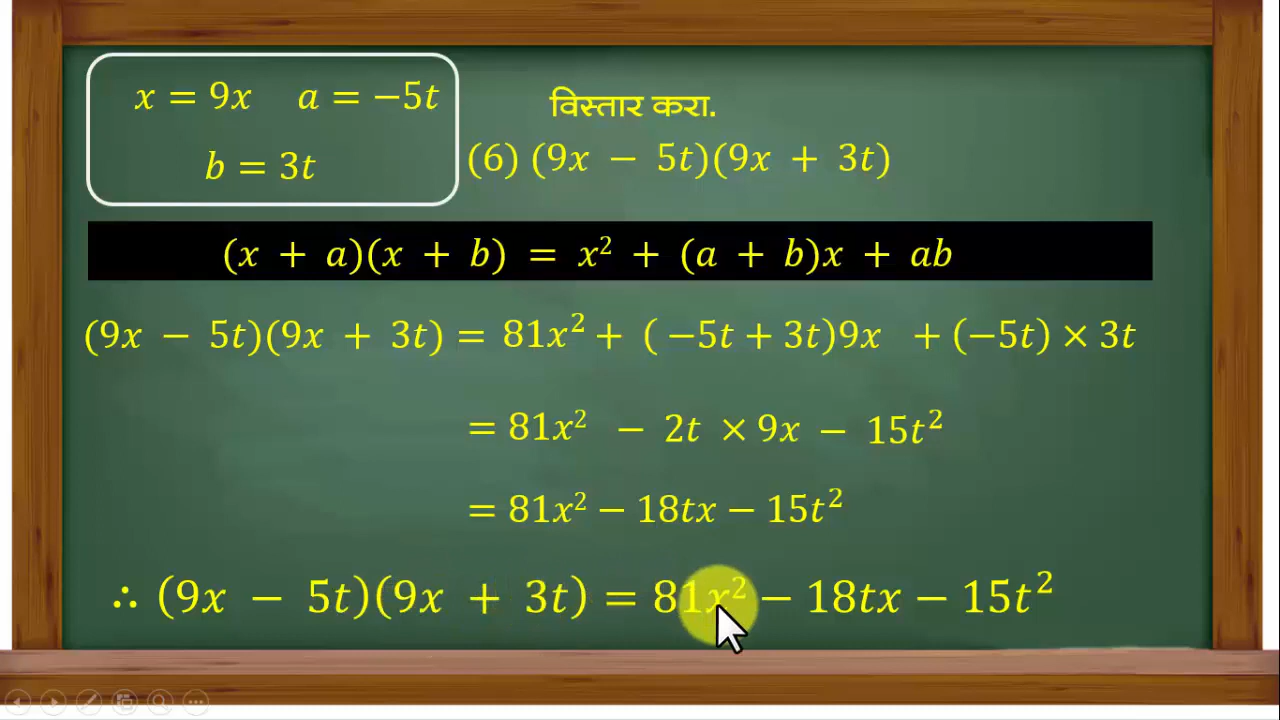 x = 9x a = −5t
b = 3t
विस्तार करा.
(6) (9x − 5t)(9x + 3t)
(x + a)(x + b) = x² + (a + b)x + ab
(9x − 5t)(9x + 3t) = 81x² + ( −5t + 3t)9x + (−5t) × 3t
= 81x² − 2t × 9x − 15t²
= 81x² − 18tx − 15t²
∴ (9x − 5t)(9x + 3t) = 81x² − 18tx − 15t²